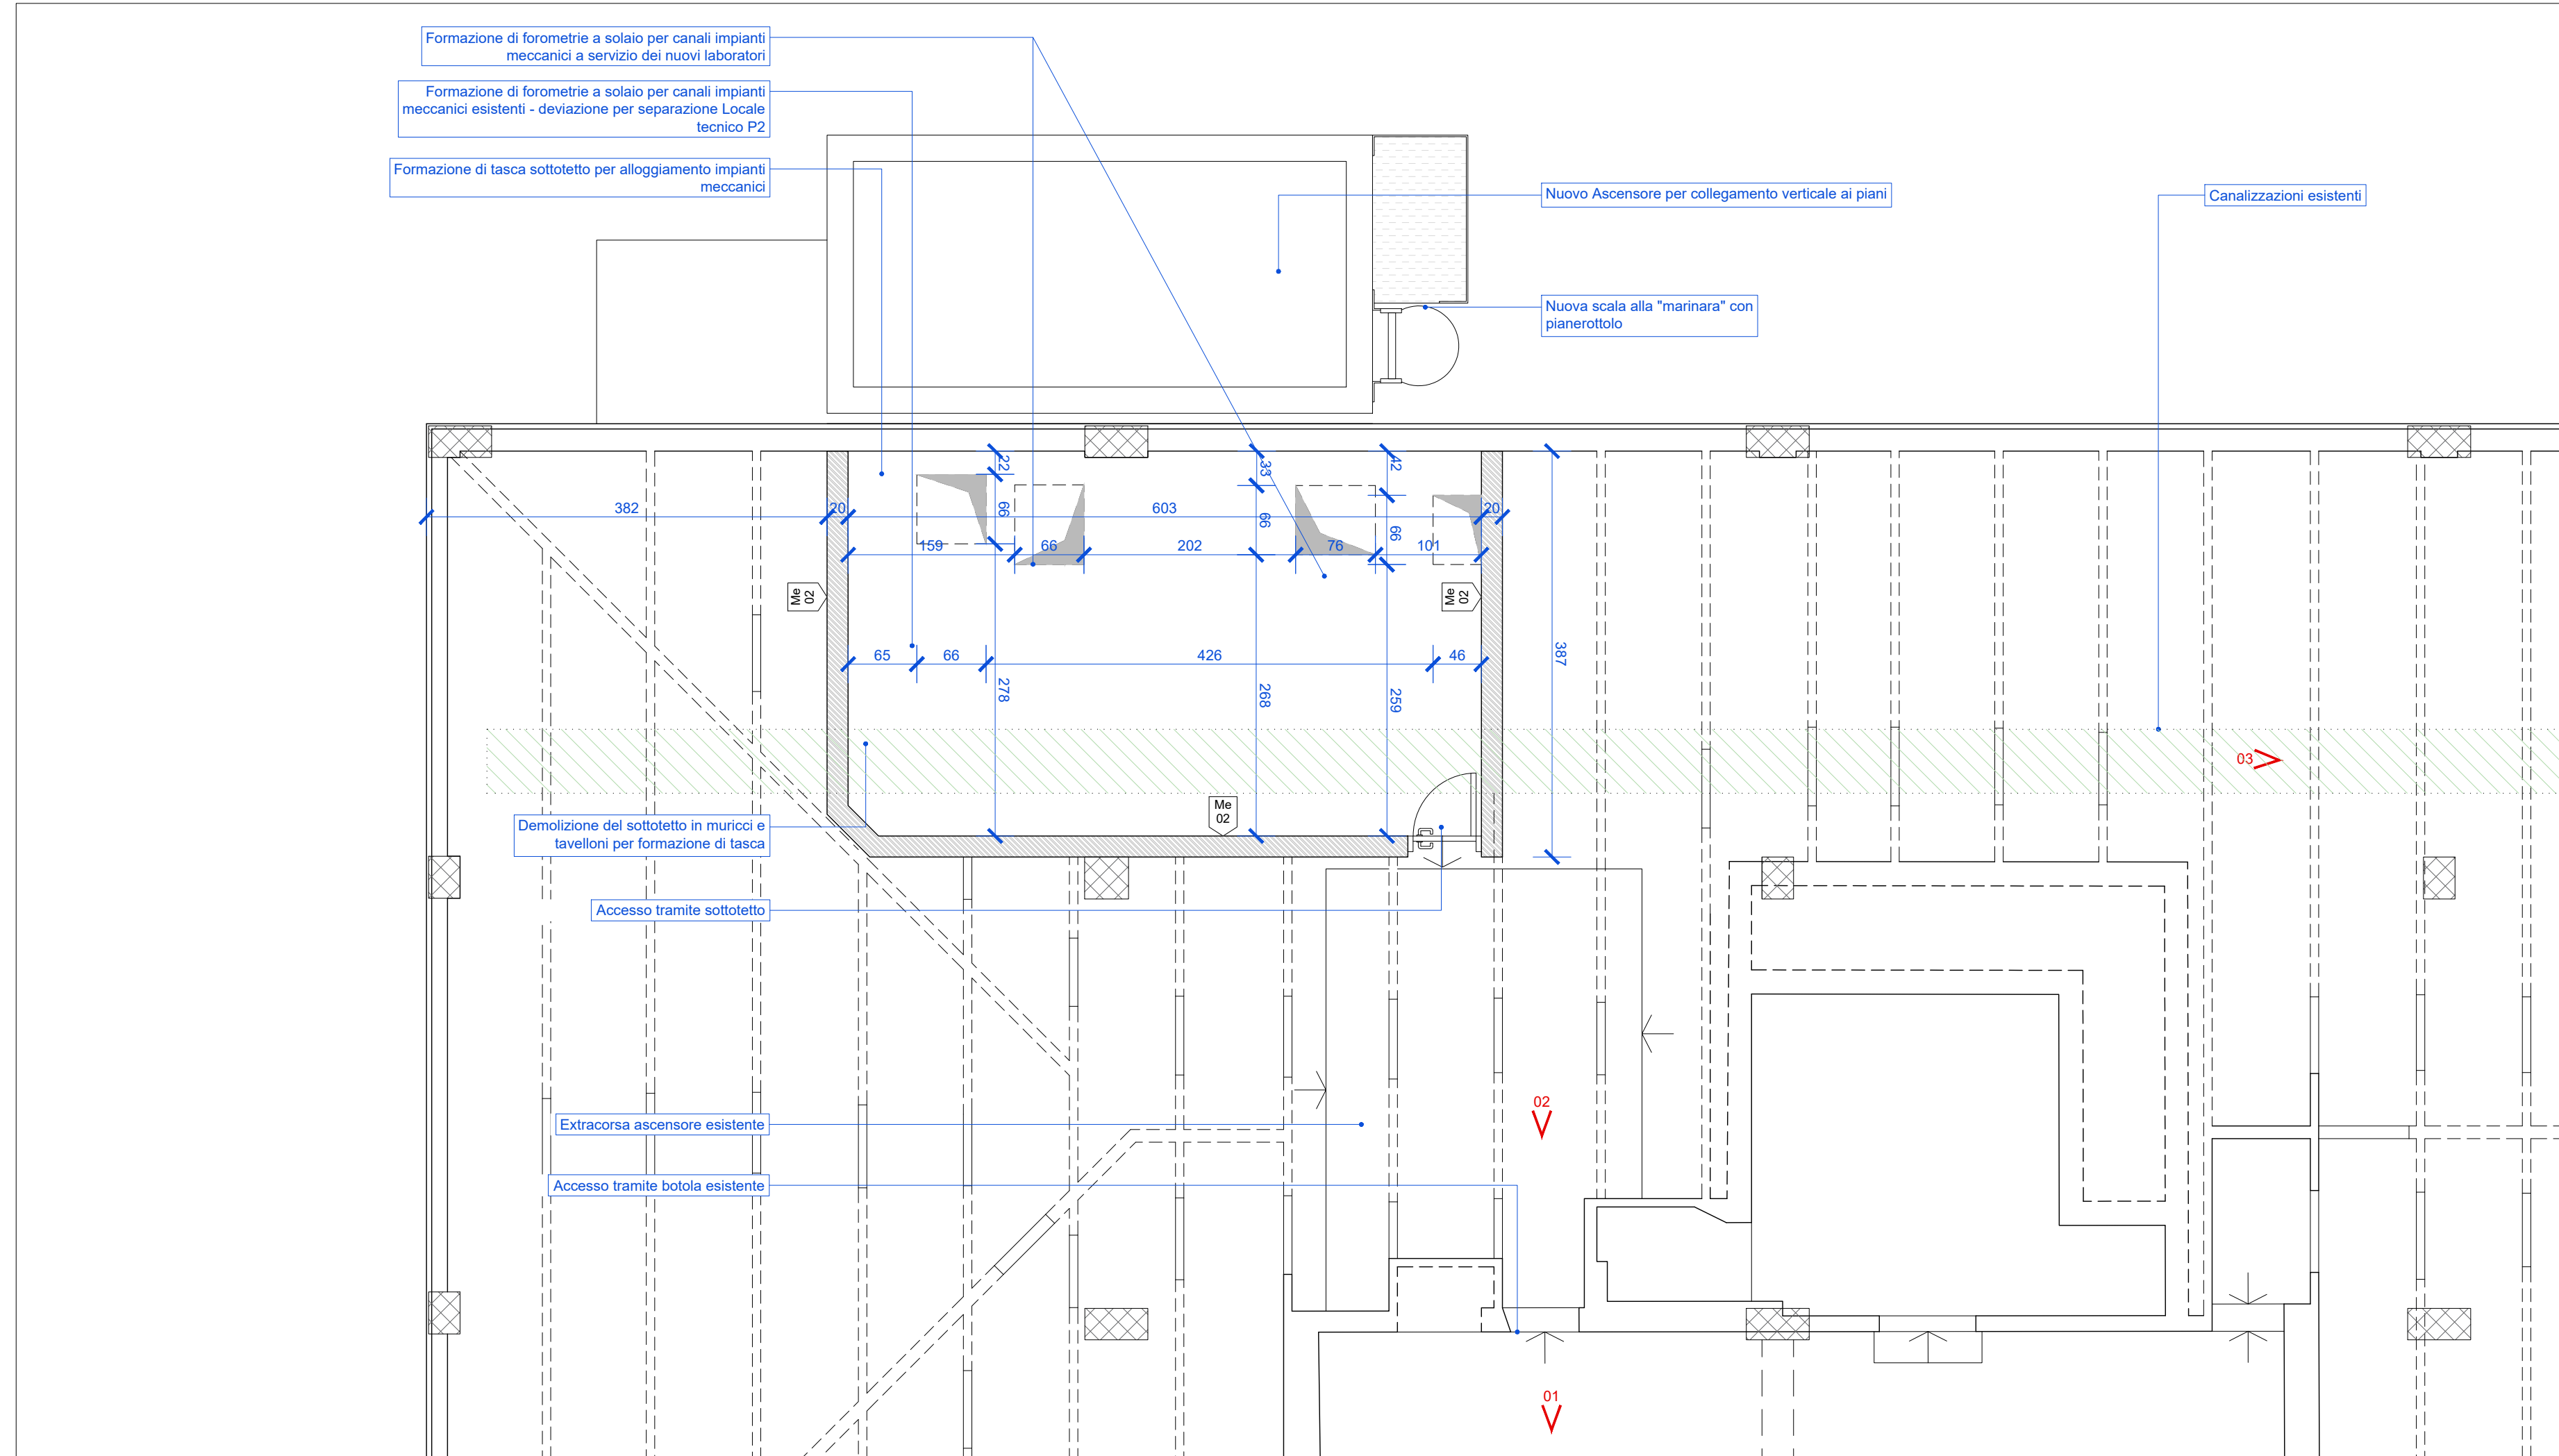 Formazione di forometrie a solaio per canali impianti
meccanici a servizio dei nuovi laboratori
Formazione di forometrie a solaio per canali impianti
meccanici esistenti - deviazione per separazione Locale
tecnico P2
Formazione di tasca sottotetto per alloggiamento impianti
meccanici
Nuovo Ascensore per collegamento verticale ai piani
Canalizzazioni esistenti
Nuova scala alla "marinara" con
pianerottolo
22
33
42
382
20
66
603
66
66
20
159
66
202
76
101
Me
02
Me
02
65
66
426
46
387
278
268
259
03
Me
02
Demolizione del sottotetto in muricci e
tavelloni per formazione di tasca
Accesso tramite sottotetto
02
Extracorsa ascensore esistente
Accesso tramite botola esistente
01